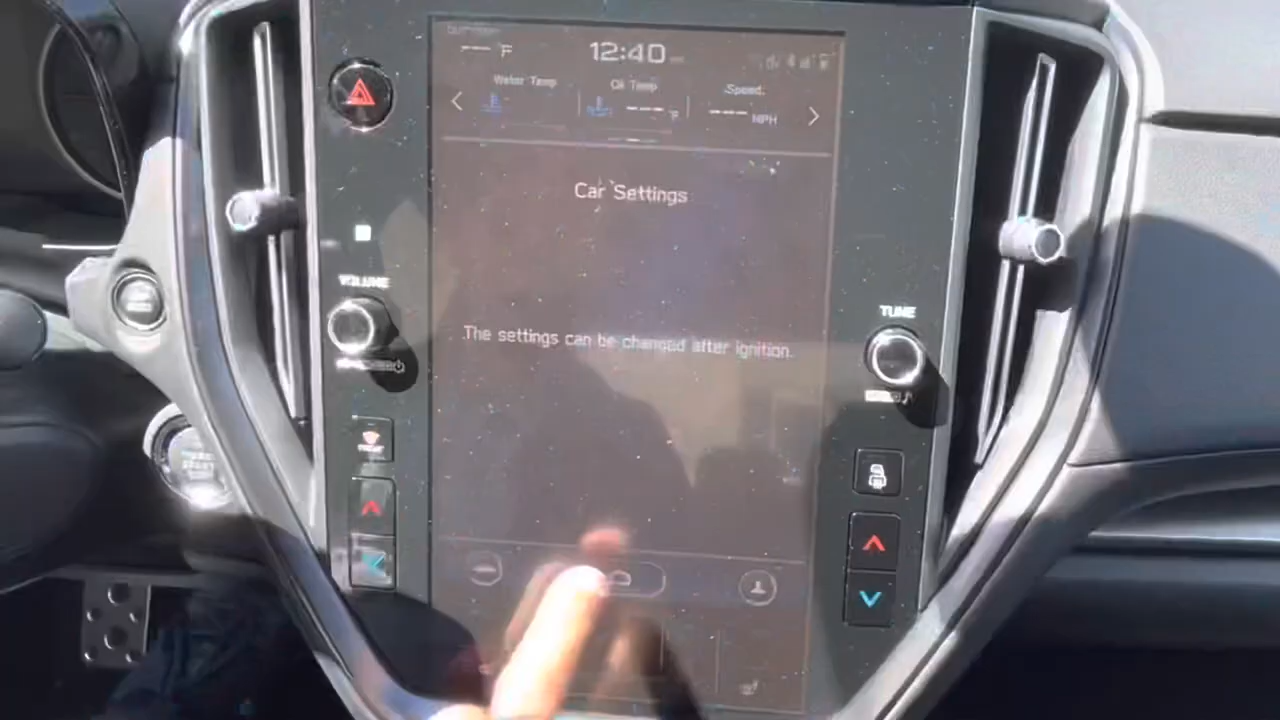 --- °F
12:40
Water Temp
Oil Temp
Speed
--- °F
--- MPH
Car Settings
VOLUME
TUNE
The settings can be changed after ignition.